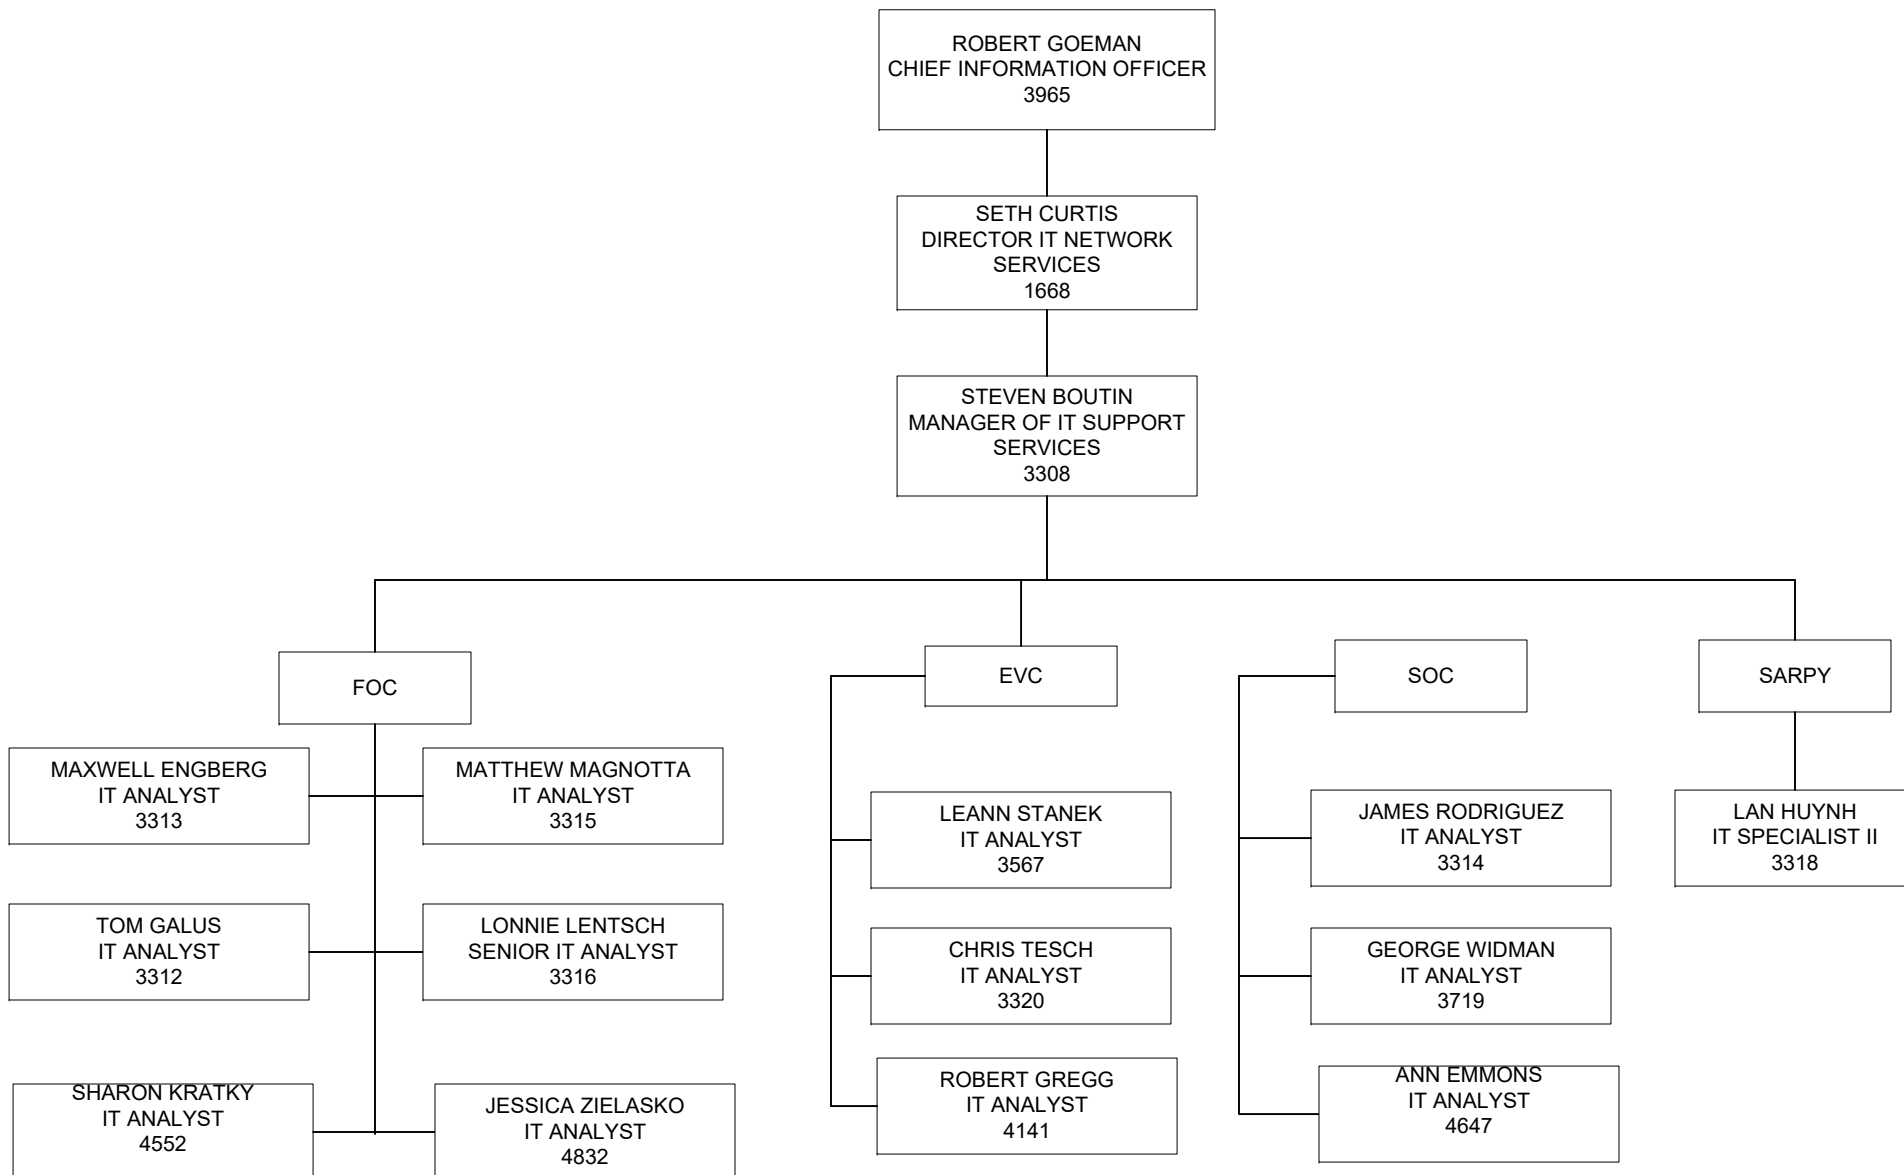 ROBERT GOEMAN
CHIEF INFORMATION OFFICER
3965
SETH CURTIS
DIRECTOR IT NETWORK
SERVICES
1668
STEVEN BOUTIN
MANAGER OF IT SUPPORT
SERVICES
3308
FOC
MAXWELL ENGBERG
IT ANALYST
3313
MATTHEW MAGNOTTA
IT ANALYST
3315
TOM GALUS
IT ANALYST
3312
LONNIE LENTSCH
SENIOR IT ANALYST
3316
SHARON KRATKY
IT ANALYST
4552
JESSICA ZIELASKO
IT ANALYST
4832
EVC
LEANN STANEK
IT ANALYST
3567
CHRIS TESCH
IT ANALYST
3320
ROBERT GREGG
IT ANALYST
4141
SOC
JAMES RODRIGUEZ
IT ANALYST
3314
GEORGE WIDMAN
IT ANALYST
3719
ANN EMMONS
IT ANALYST
4647
SARPY
LAN HUYNH
IT SPECIALIST II
3318